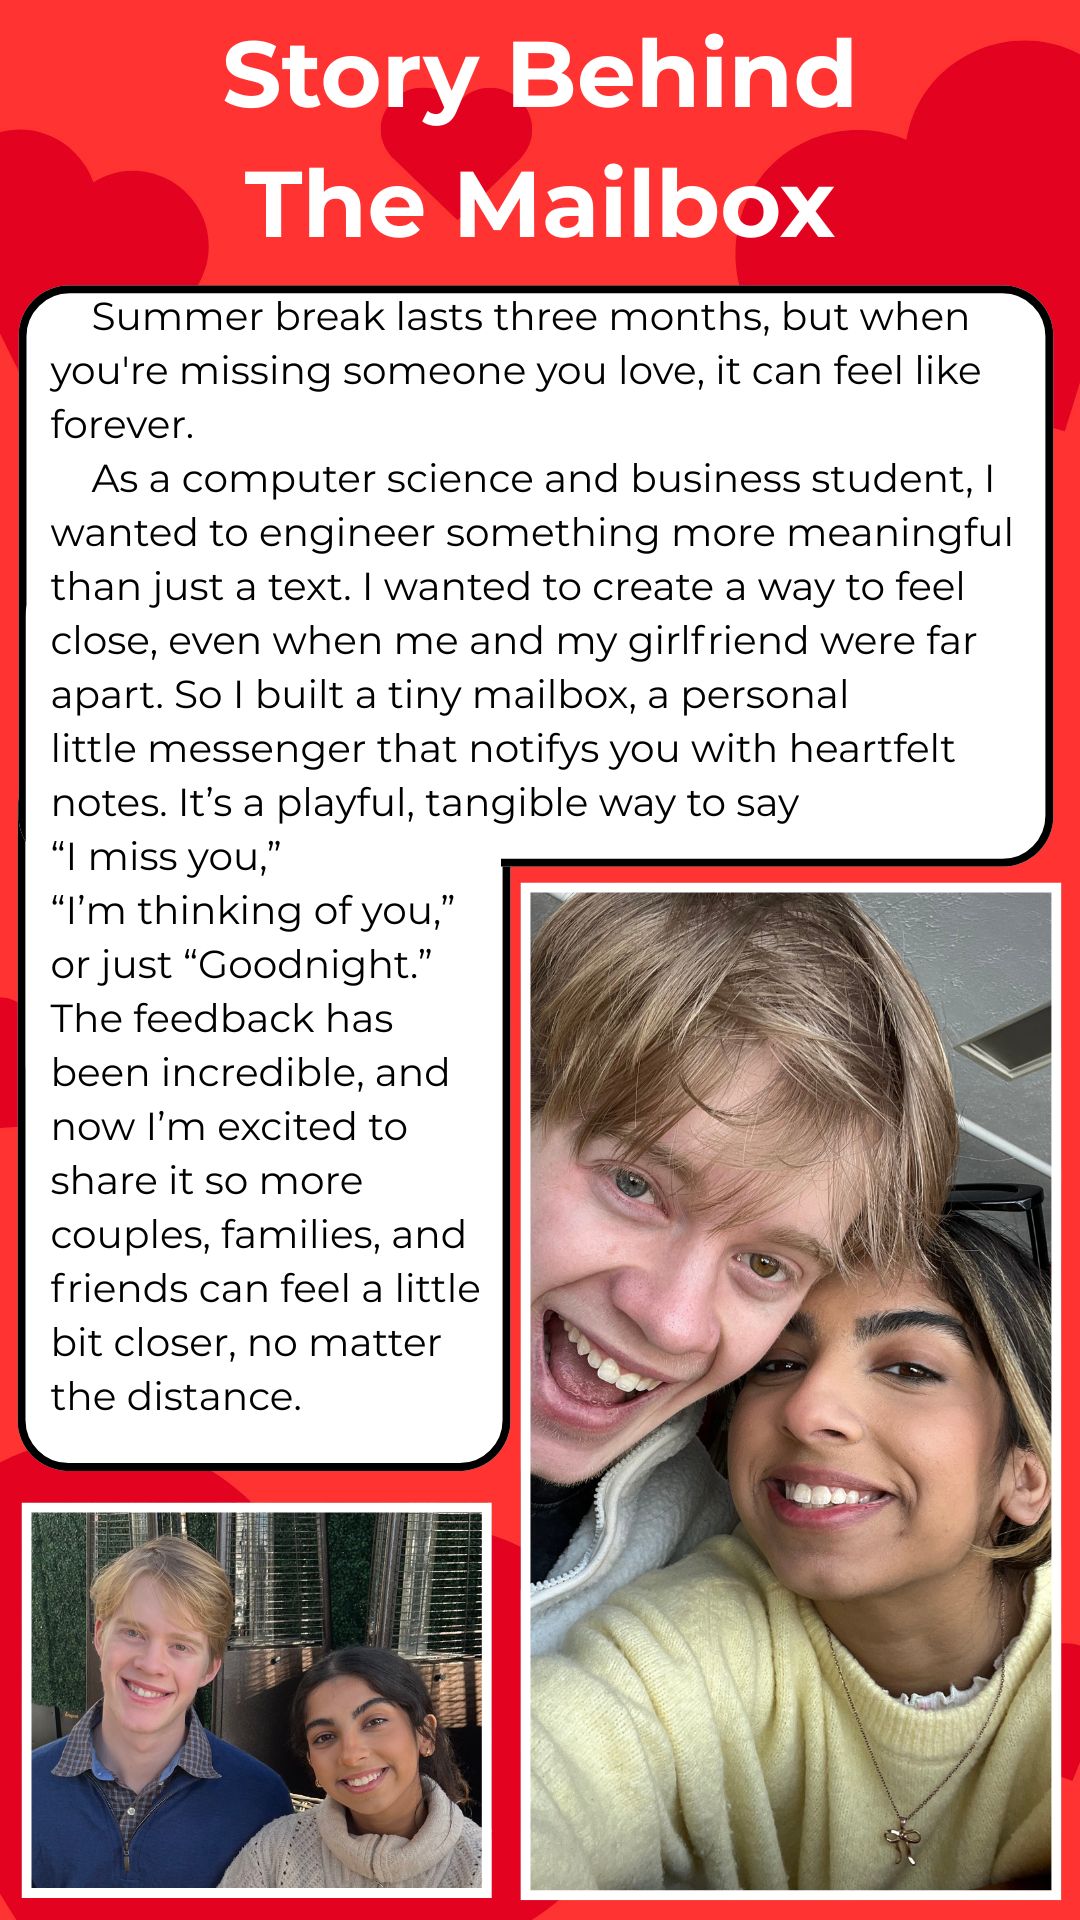 Story Behind
The Mailbox
Summer break lasts three months, but when
you're missing someone you love, it can feel like
forever.
As a computer science and business student, I
wanted to engineer something more meaningful
than just a text. I wanted to create a way to feel
close, even when me and my girlfriend were far
apart. So I built a tiny mailbox, a personal
little messenger that notifys you with heartfelt
notes. It’s a playful, tangible way to say
“I miss you,”
“I’m thinking of you,”
or just “Goodnight.”
The feedback has
been incredible, and
now I’m excited to
share it so more
couples, families, and
friends can feel a little
bit closer, no matter
the distance.